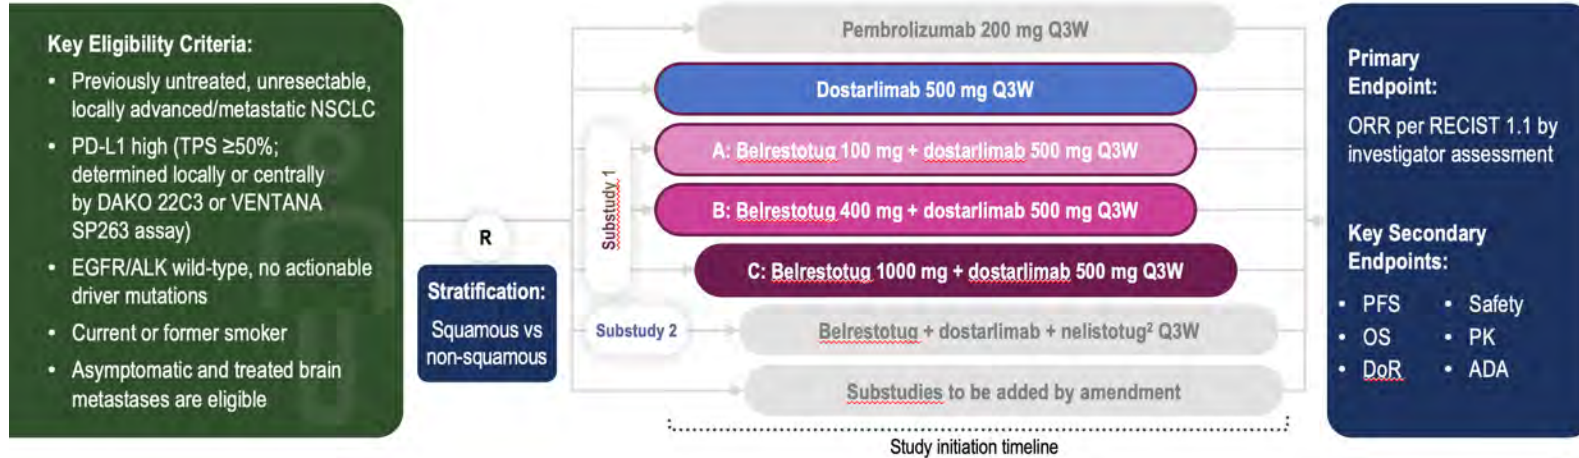 Key Eligibility Criteria:
• Previously untreated, unresectable,
locally advanced/metastatic NSCLC
• PD-L1 high (TPS ≥50%;
determined locally or centrally
by DAKO 22C3 or VENTANA
SP263 assay)
• EGFR/ALK wild-type, no actionable
driver mutations
• Current or former smoker
• Asymptomatic and treated brain
metastases are eligible
R
Stratification:
Squamous vs
non-squamous
Substudy 1
Substudy 2
Pembrolizumab 200 mg Q3W
Dostarlimab 500 mg Q3W
A: Belrestotug 100 mg + dostarlimab 500 mg Q3W
B: Belrestotug 400 mg + dostarlimab 500 mg Q3W
C: Belrestotug 1000 mg + dostarlimab 500 mg Q3W
Belrestotug + dostarlimab + nelistotug² Q3W
Substudies to be added by amendment
Study initiation timeline
Primary
Endpoint:
ORR per RECIST 1.1 by
investigator assessment
Key Secondary
Endpoints:
• PFS
• OS
• DoR
• Safety
• PK
• ADA